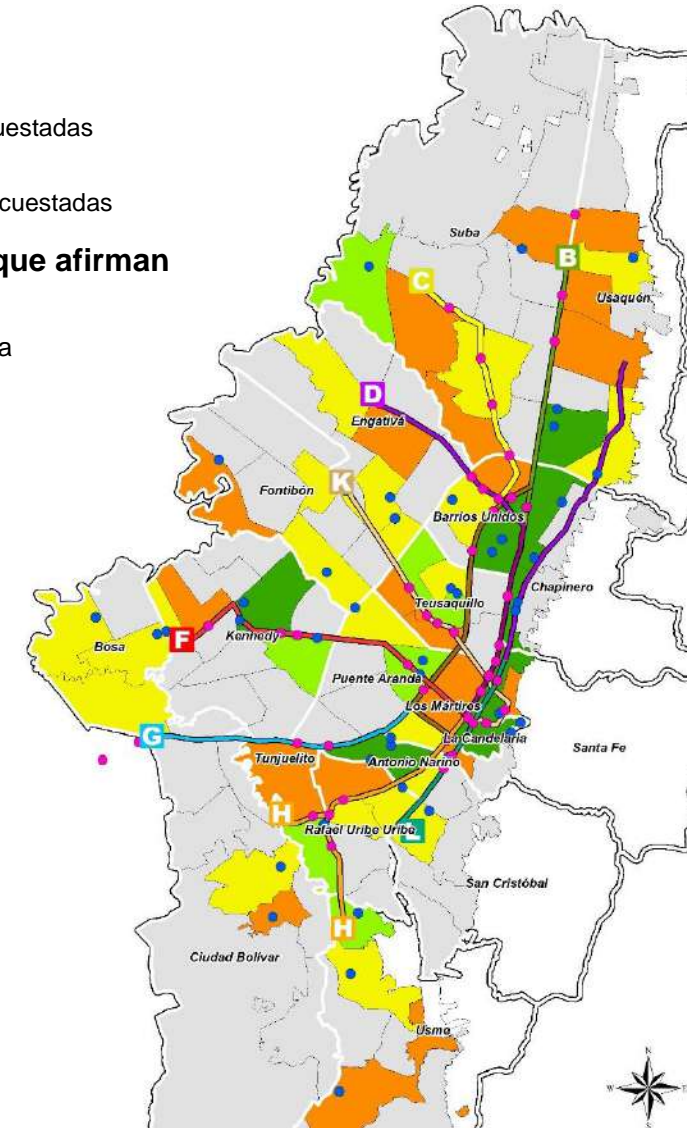 uestadas
cuestadas
que afirman
a
Suba
B
Usaquén
C
D
Engativá
K
Fontibón
Barrios Unidos
Chapinero
Teusaquillo
F
Kennedy
Bosa
Puente Aranda
Los Mártires
G
La Candelaria
Santa Fe
Tunjuelito
Antonio Nariño
H
Rafael Uribe Uribe
L
San Cristóbal
H
Ciudad Bolívar
Usme
N
W
E
S